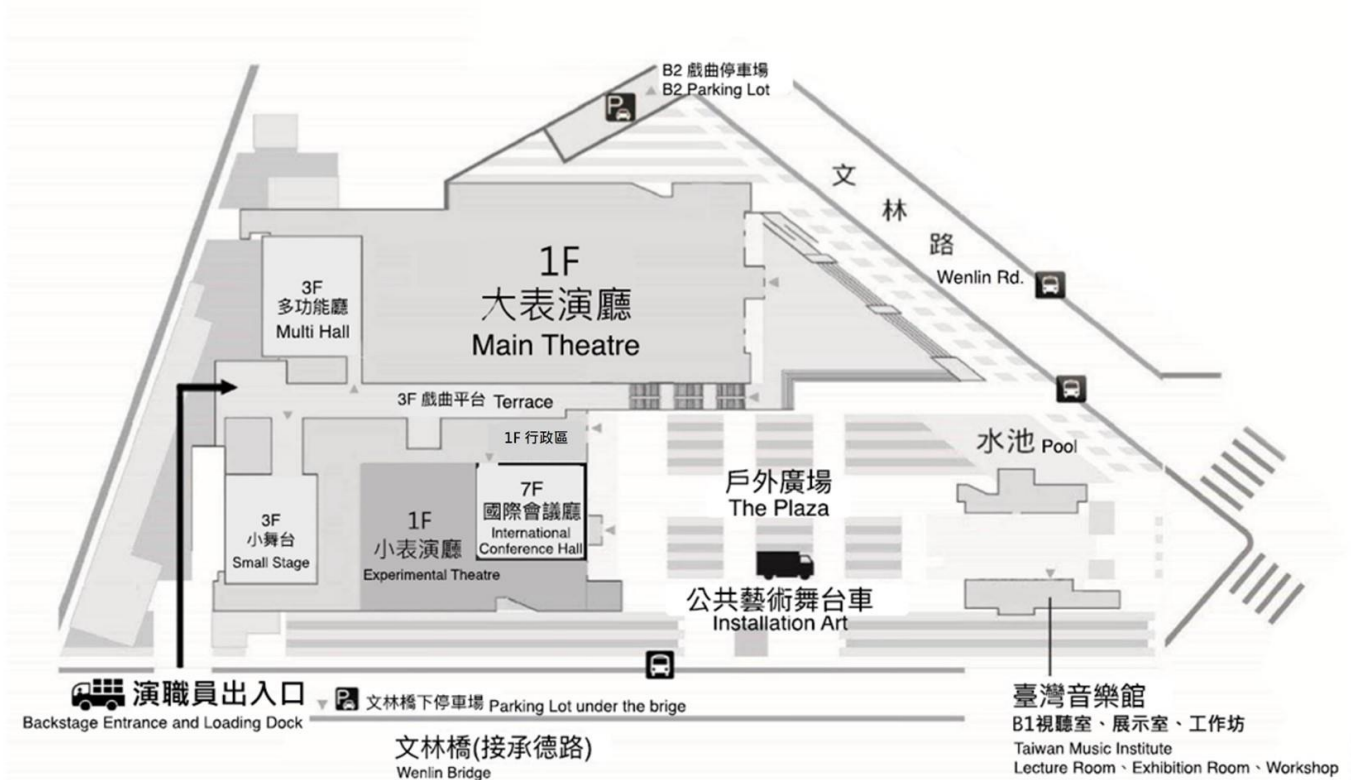 B2 戲曲停車場
B2 Parking Lot
P
文
林
路
Wenlin Rd.
1F
大表演廳
Main Theatre
3F
多功能廳
Multi Hall
3F 戲曲平台 Terrace
1F 行政區
水池 Pool
7F
國際會議廳
International
Conference Hall
戶外廣場
The Plaza
1F
小表演廳
Experimental Theatre
3F
小舞台
Small Stage
公共藝術舞台車
Installation Art
演職員出入口
Backstage Entrance and Loading Dock
P 文林橋下停車場 Parking Lot under the brige
文林橋(接承德路)
Wenlin Bridge
臺灣音樂館
B1視聽室、展示室、工作坊
Taiwan Music Institute
Lecture Room、Exhibition Room、Workshop